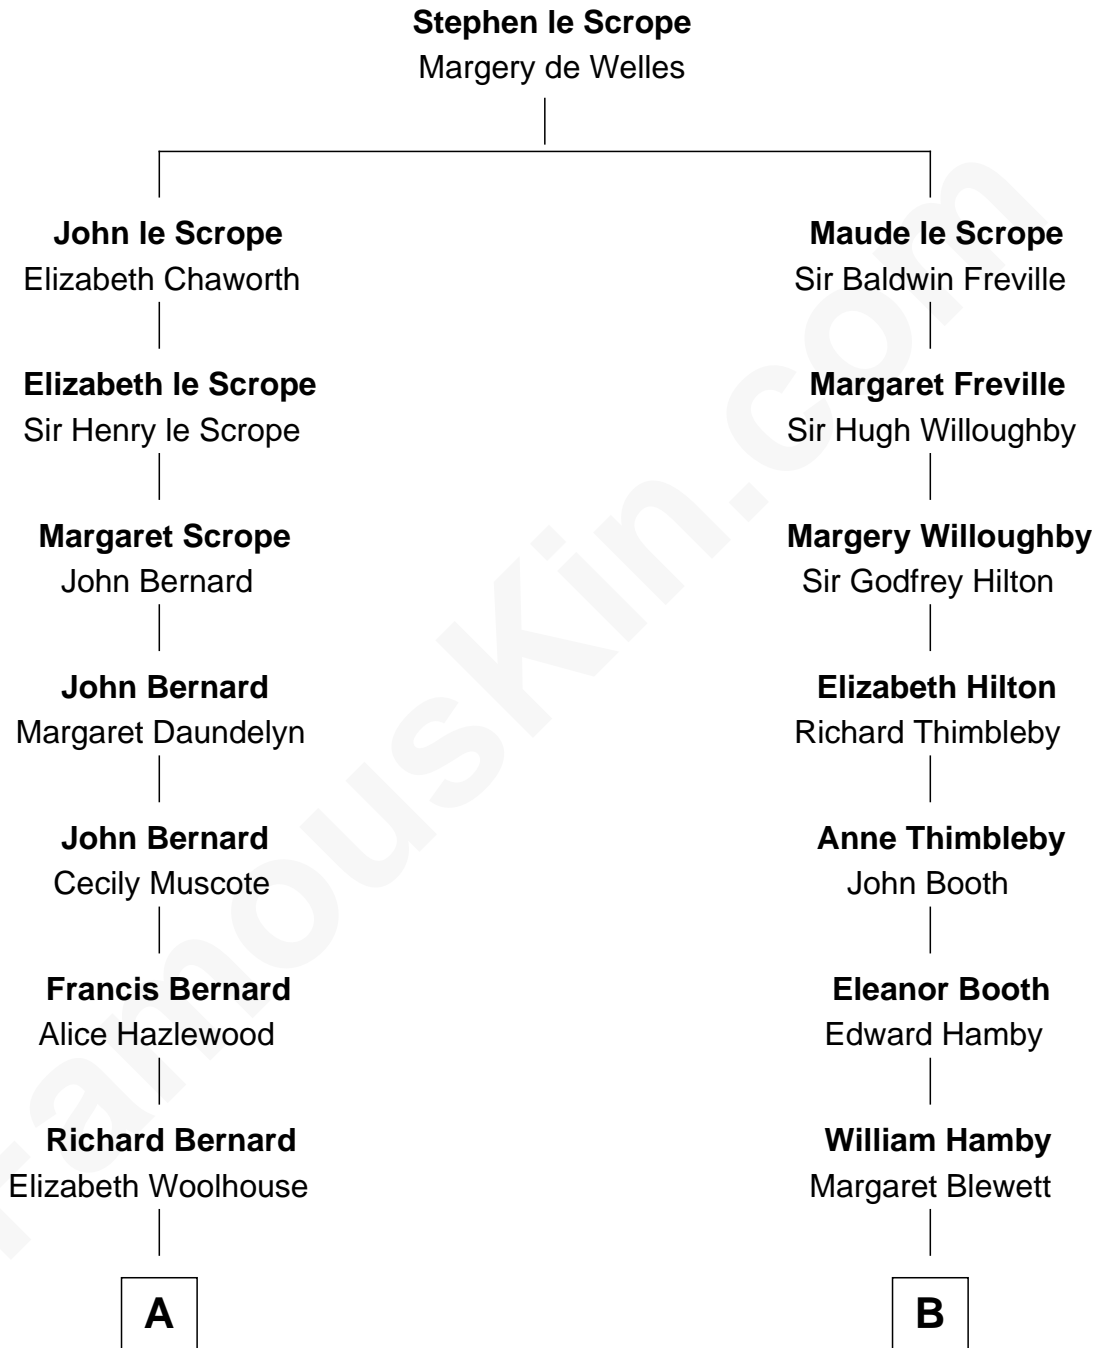 Stephen le Scrope
Margery de Welles
John le Scrope
Elizabeth Chaworth
Maude le Scrope
Sir Baldwin Freville
Elizabeth le Scrope
Sir Henry le Scrope
Margaret Freville
Sir Hugh Willoughby
Margaret Scrope
John Bernard
Margery Willoughby
Sir Godfrey Hilton
John Bernard
Margaret Daundelyn
Elizabeth Hilton
Richard Thimbleby
John Bernard
Cecily Muscote
Anne Thimbleby
John Booth
Francis Bernard
Alice Hazlewood
Eleanor Booth
Edward Hamby
Richard Bernard
Elizabeth Woolhouse
William Hamby
Margaret Blewett
A
B
FamousKin.com